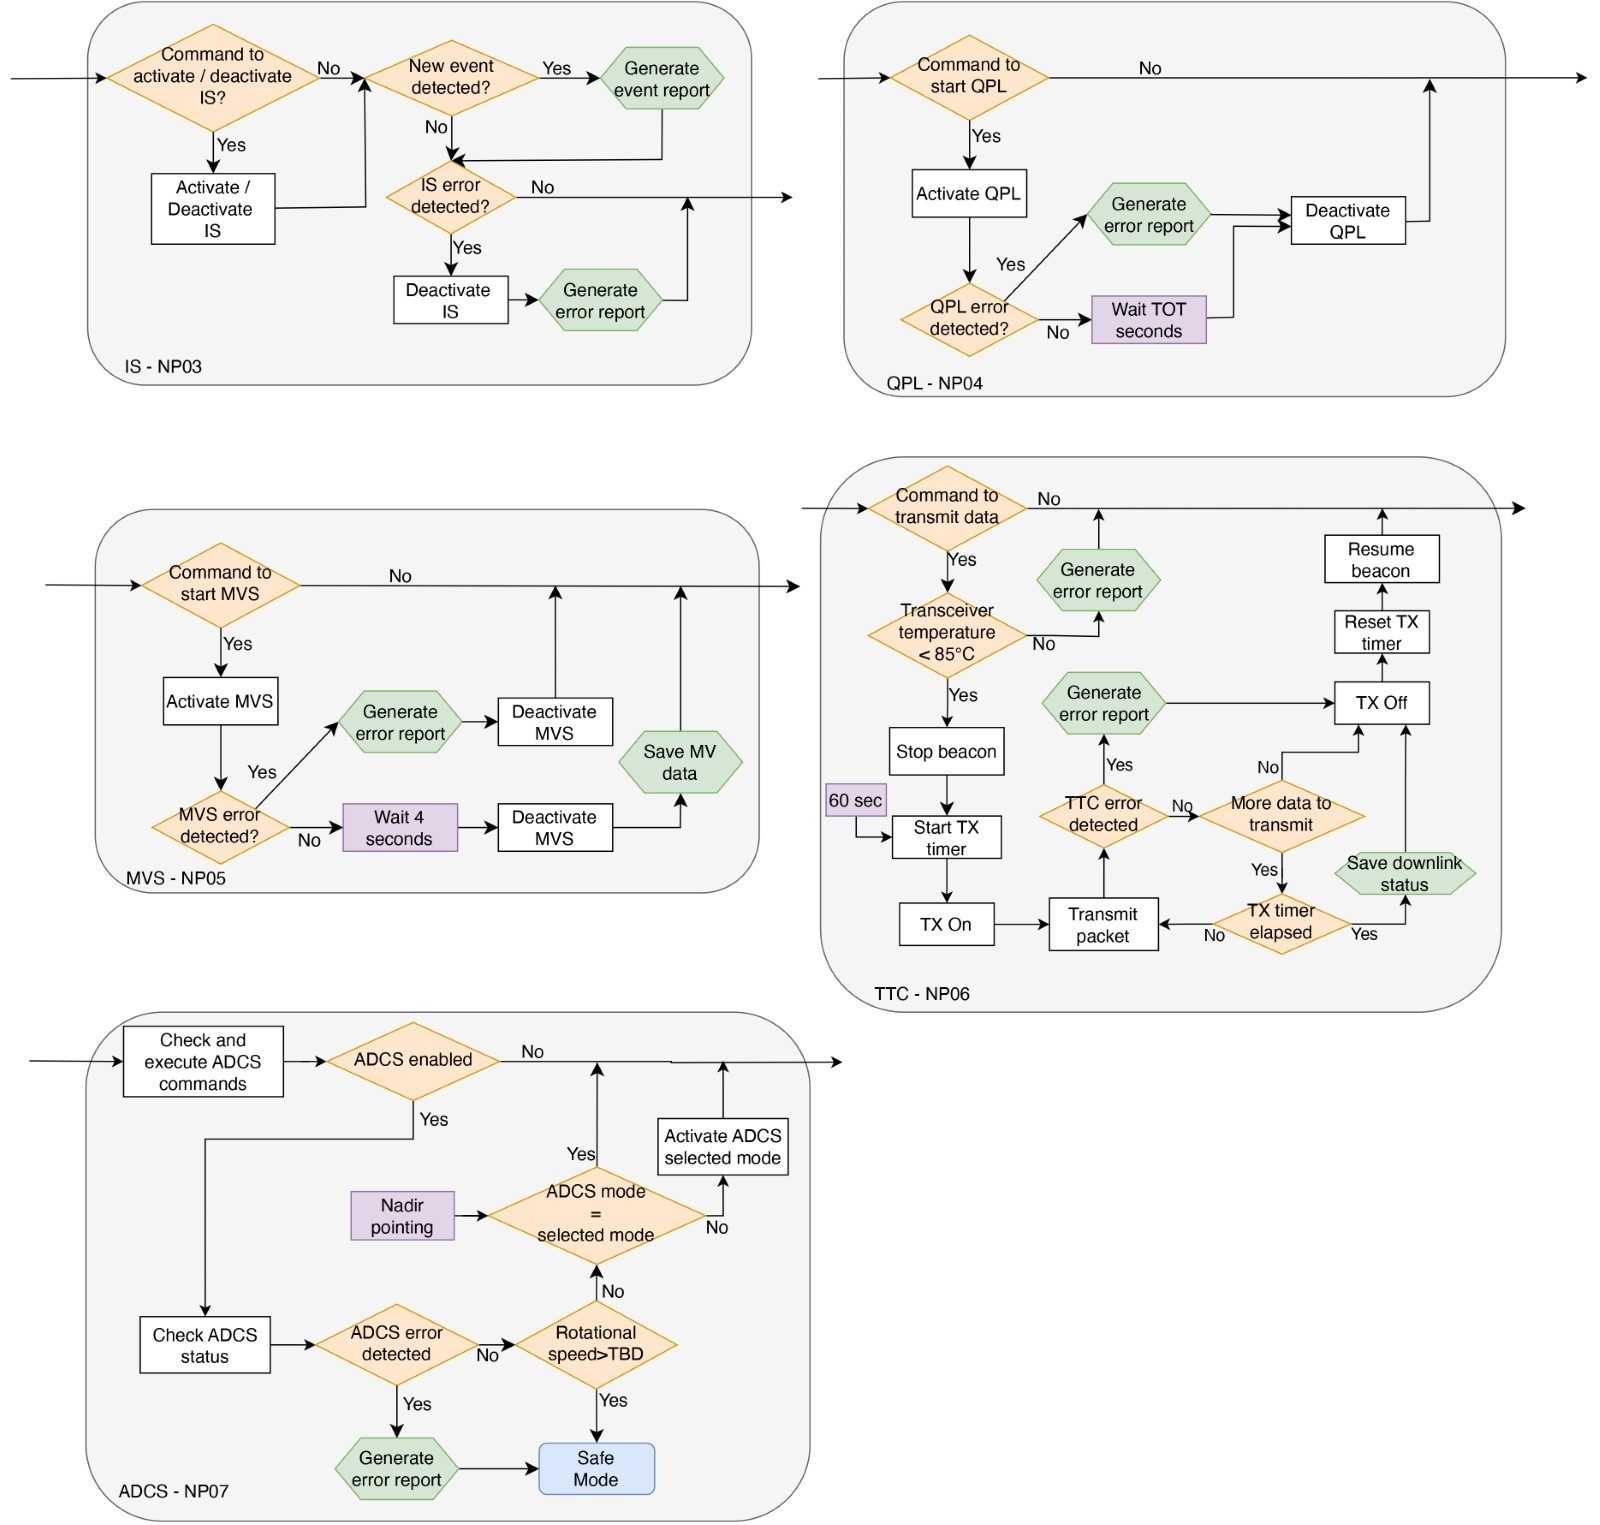 Command to
activate / deactivate
IS?
No
New event
detected?
Yes
Generate
event report
Yes
No
Activate /
Deactivate
IS
IS error
detected?
No
Yes
Deactivate
IS
Generate
error report
IS - NP03
Command to
start QPL
No
Yes
Activate QPL
Generate
error report
Deactivate
QPL
Yes
QPL error
detected?
No
Wait TOT
seconds
QPL - NP04
Command to
start MVS
No
Yes
Activate MVS
Generate
error report
Deactivate
MVS
Save MV
data
Yes
MVS error
detected?
No
Wait 4
seconds
Deactivate
MVS
MVS - NP05
Command to
transmit data
No
Yes
Generate
error report
Resume
beacon
Transceiver
temperature
< 85°C
No
Reset TX
timer
Yes
Generate
error report
TX Off
Stop beacon
Yes
No
60 sec
Start TX
timer
TTC error
detected
No
More data to
transmit
Yes
Save downlink
status
TX On
Transmit
packet
No
TX timer
elapsed
Yes
TTC - NP06
Check and
execute ADCS
commands
ADCS enabled
No
Yes
Activate ADCS
selected mode
Yes
Nadir
pointing
ADCS mode
=
selected mode
No
No
Check ADCS
status
ADCS error
detected
No
Rotational
speed>TBD
Yes
Yes
Generate
error report
Safe
Mode
ADCS - NP07